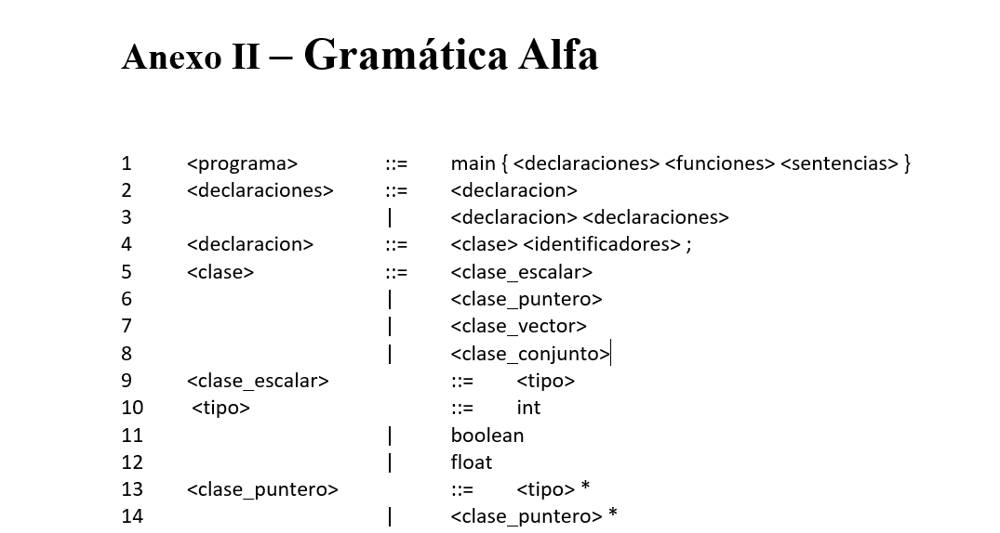 Anexo II – Gramática Alfa
1 <programa> ::= main { <declaraciones> <funciones> <sentencias> }
2 <declaraciones> ::= <declaracion>
3 | <declaracion> <declaraciones>
4 <declaracion> ::= <clase> <identificadores> ;
5 <clase> ::= <clase_escalar>
6 | <clase_puntero>
7 | <clase_vector>
8 | <clase_conjunto>
9 <clase_escalar> ::= <tipo>
10 <tipo> ::= int
11 | boolean
12 | float
13 <clase_puntero> ::= <tipo> *
14 | <clase_puntero> *